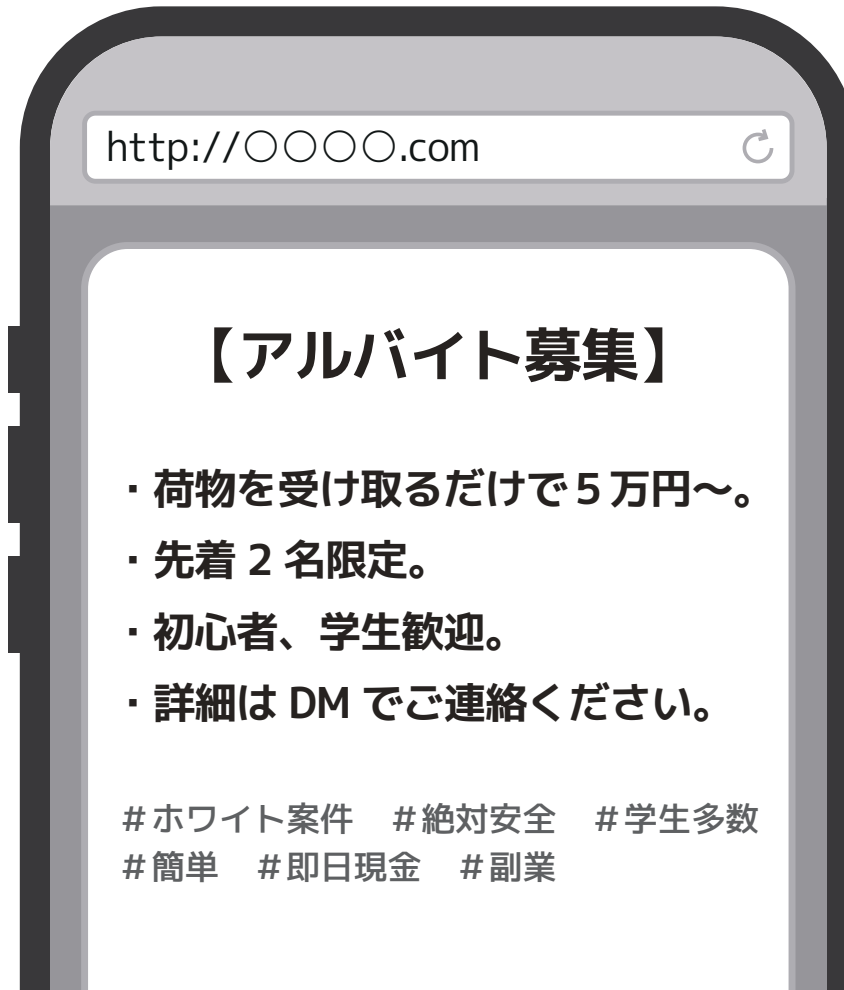 http://○○○○.com
【アルバイト募集】
・荷物を受け取るだけで５万円～。
・先着 2 名限定。
・初心者、学生歓迎。
・詳細は DM でご連絡ください。
＃ホワイト案件　＃絶対安全　＃学生多数
＃簡単　＃即日現金　＃副業